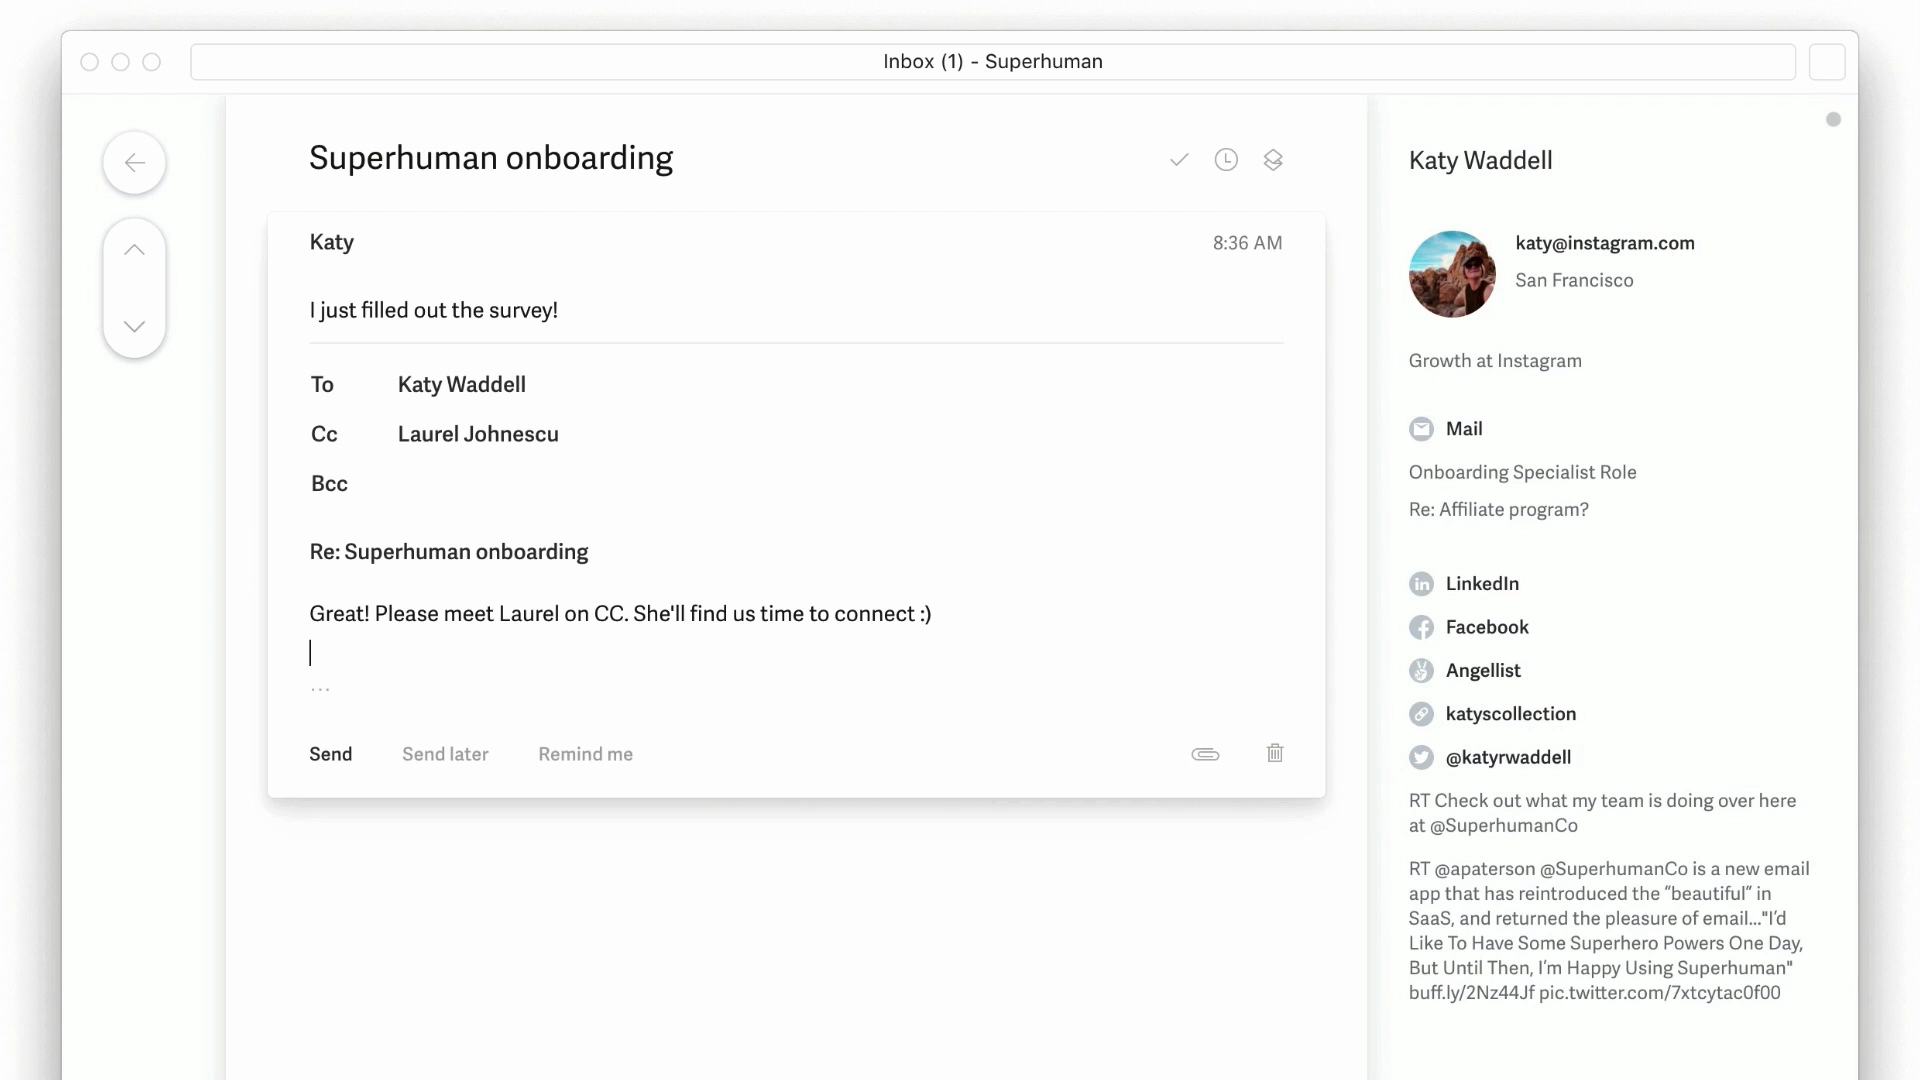 Inbox (1) - Superhuman
Superhuman onboarding
Katy
8:36 AM
I just filled out the survey!
To Katy Waddell
Cc Laurel Johnescu
Bcc
Re: Superhuman onboarding
Great! Please meet Laurel on CC. She'll find us time to connect :)
...
Send Send later Remind me
Katy Waddell
katy@instagram.com
San Francisco
Growth at Instagram
Mail
Onboarding Specialist Role
Re: Affiliate program?
in LinkedIn
Facebook
Angellist
katyscollection
@katyrwaddell
RT Check out what my team is doing over here
at @SuperhumanCo
RT @apaterson @SuperhumanCo is a new email
app that has reintroduced the “beautiful“ in
SaaS, and returned the pleasure of email..."I’d
Like To Have Some Superhero Powers One Day,
But Until Then, I’m Happy Using Superhuman"
buff.ly/2Nz44Jf pic.twitter.com/7xtcytac0f00